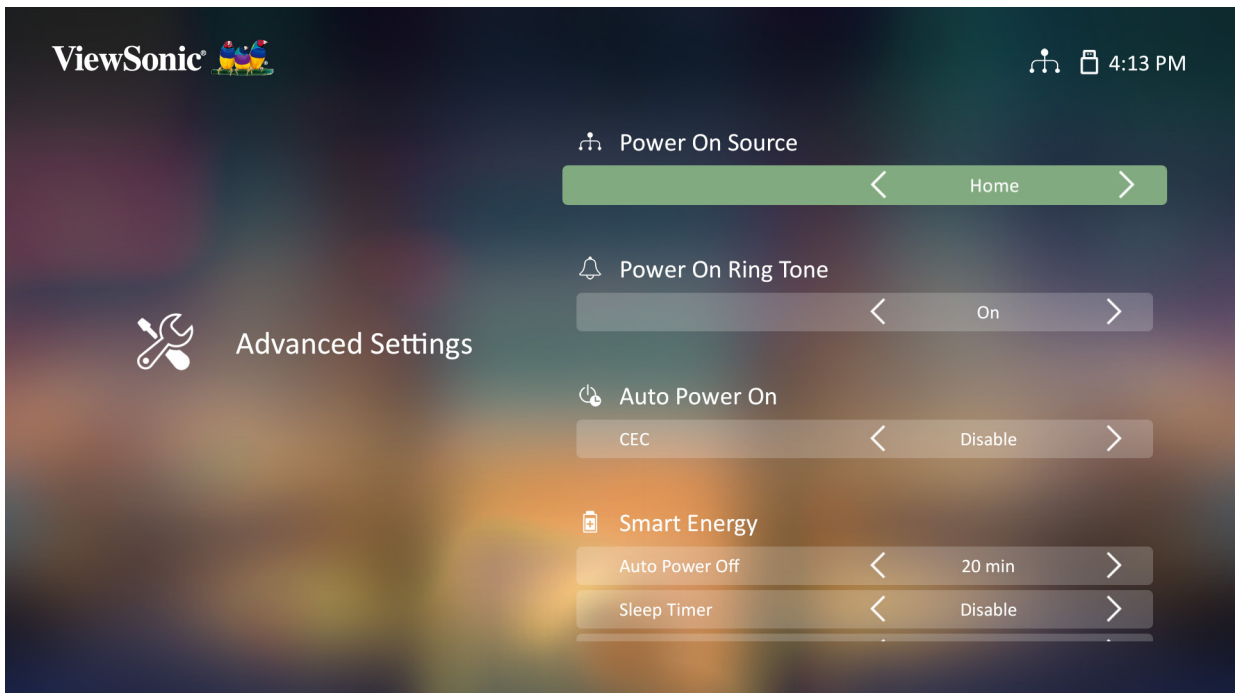 ViewSonic®
4:13 PM
Power On Source
Home
Power On Ring Tone
On
Advanced Settings
Auto Power On
CEC Disable
Smart Energy
Auto Power Off 20 min
Sleep Timer Disable